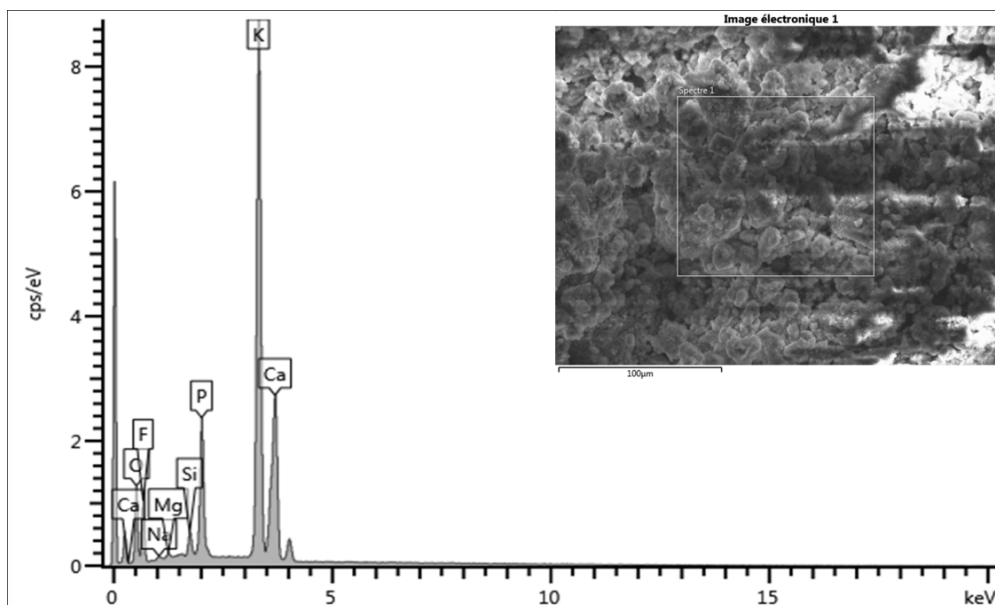 Image électronique 1
Spectre 1
100µm
cps/eV
8
6
4
2
0
K
Ca
P
F
O
Si
Ca
Mg
Na
0
5
10
15
keV